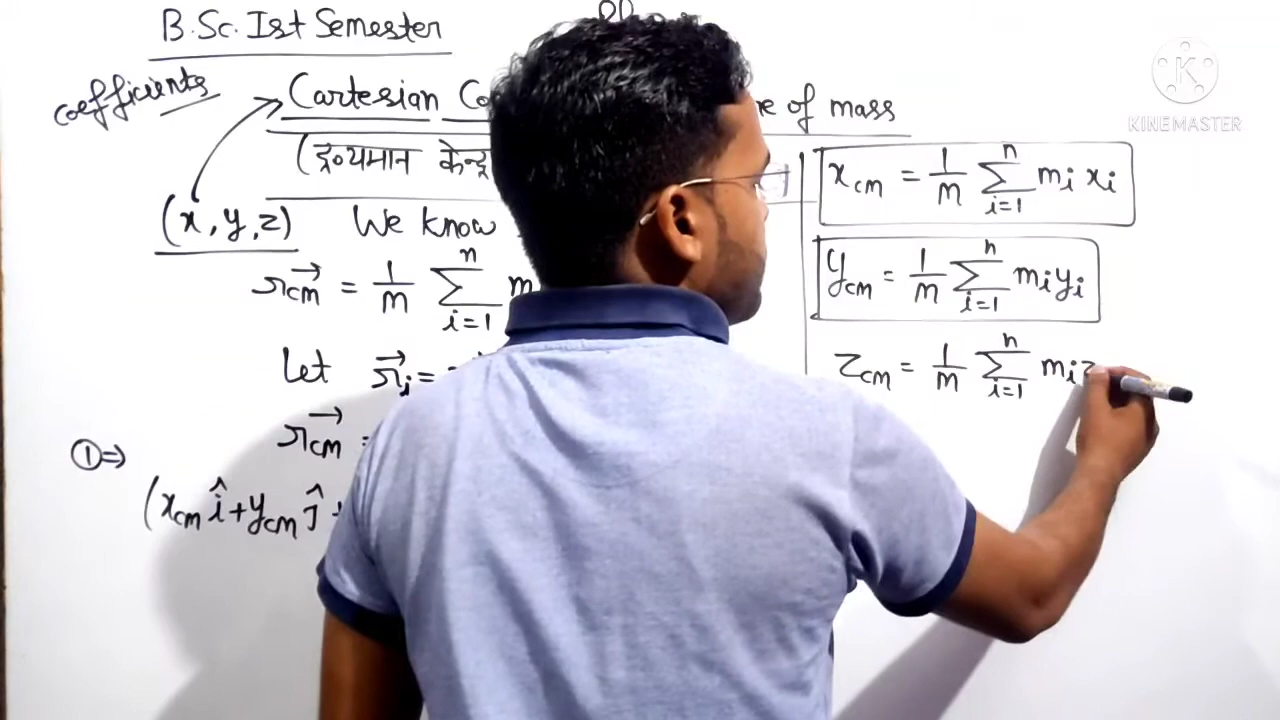 B.Sc. Ist Semester
coefficients
Cartesian of mass
(द्रव्यमान केन्द्र
(x, y, z) We know
r⃗cm = 1/m Σ i=1 n m
Let r⃗i =
r⃗cm =
① ⇒
(xcm î + ycm ĵ +
xcm = 1/m Σ i=1 n mi xi
ycm = 1/m Σ i=1 n mi yi
zcm = 1/m Σ i=1 n mi z
KINEMASTER